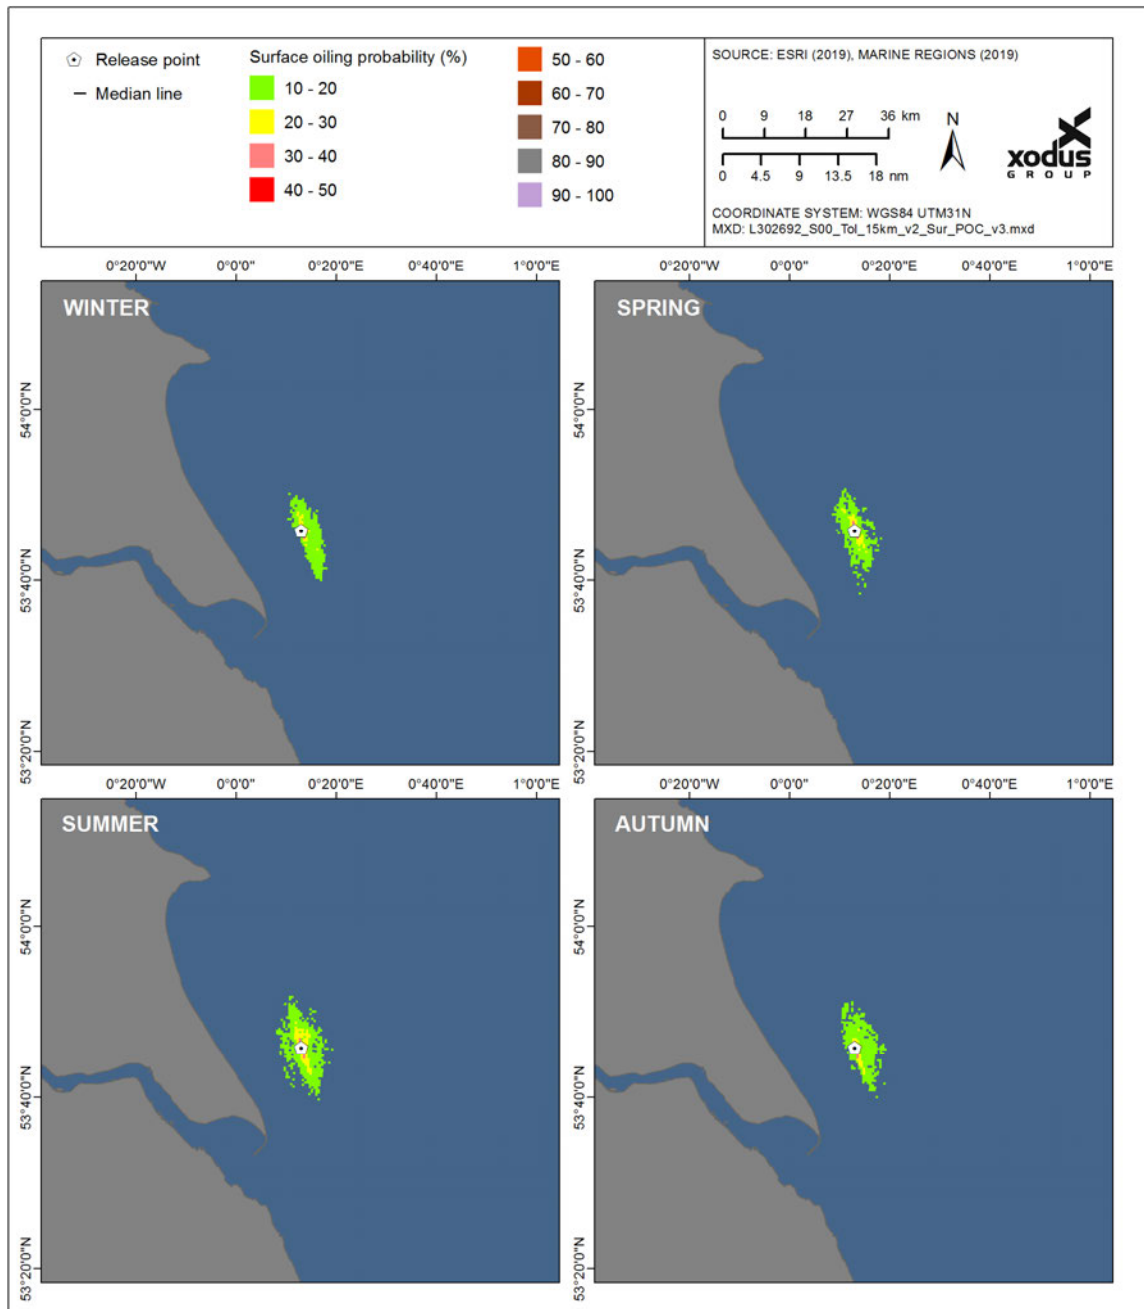 Release point
Median line
Surface oiling probability (%)
10 - 20
20 - 30
30 - 40
40 - 50
50 - 60
60 - 70
70 - 80
80 - 90
90 - 100
SOURCE: ESRI (2019), MARINE REGIONS (2019)
0 9 18 27 36 km
0 4.5 9 13.5 18 nm
N
xodus
GROUP
COORDINATE SYSTEM: WGS84 UTM31N
MXD: L302692_S00_Tol_15km_v2_Sur_POC_v3.mxd
0°20'0"W 0°0'0" 0°20'0"E 0°40'0"E 1°0'0"E
WINTER
54°0'0"N
53°40'0"N
53°20'0"N
0°20'0"W 0°0'0" 0°20'0"E 0°40'0"E 1°0'0"E
SPRING
54°0'0"N
53°40'0"N
53°20'0"N
0°20'0"W 0°0'0" 0°20'0"E 0°40'0"E 1°0'0"E
SUMMER
54°0'0"N
53°40'0"N
53°20'0"N
0°20'0"W 0°0'0" 0°20'0"E 0°40'0"E 1°0'0"E
AUTUMN
54°0'0"N
53°40'0"N
53°20'0"N